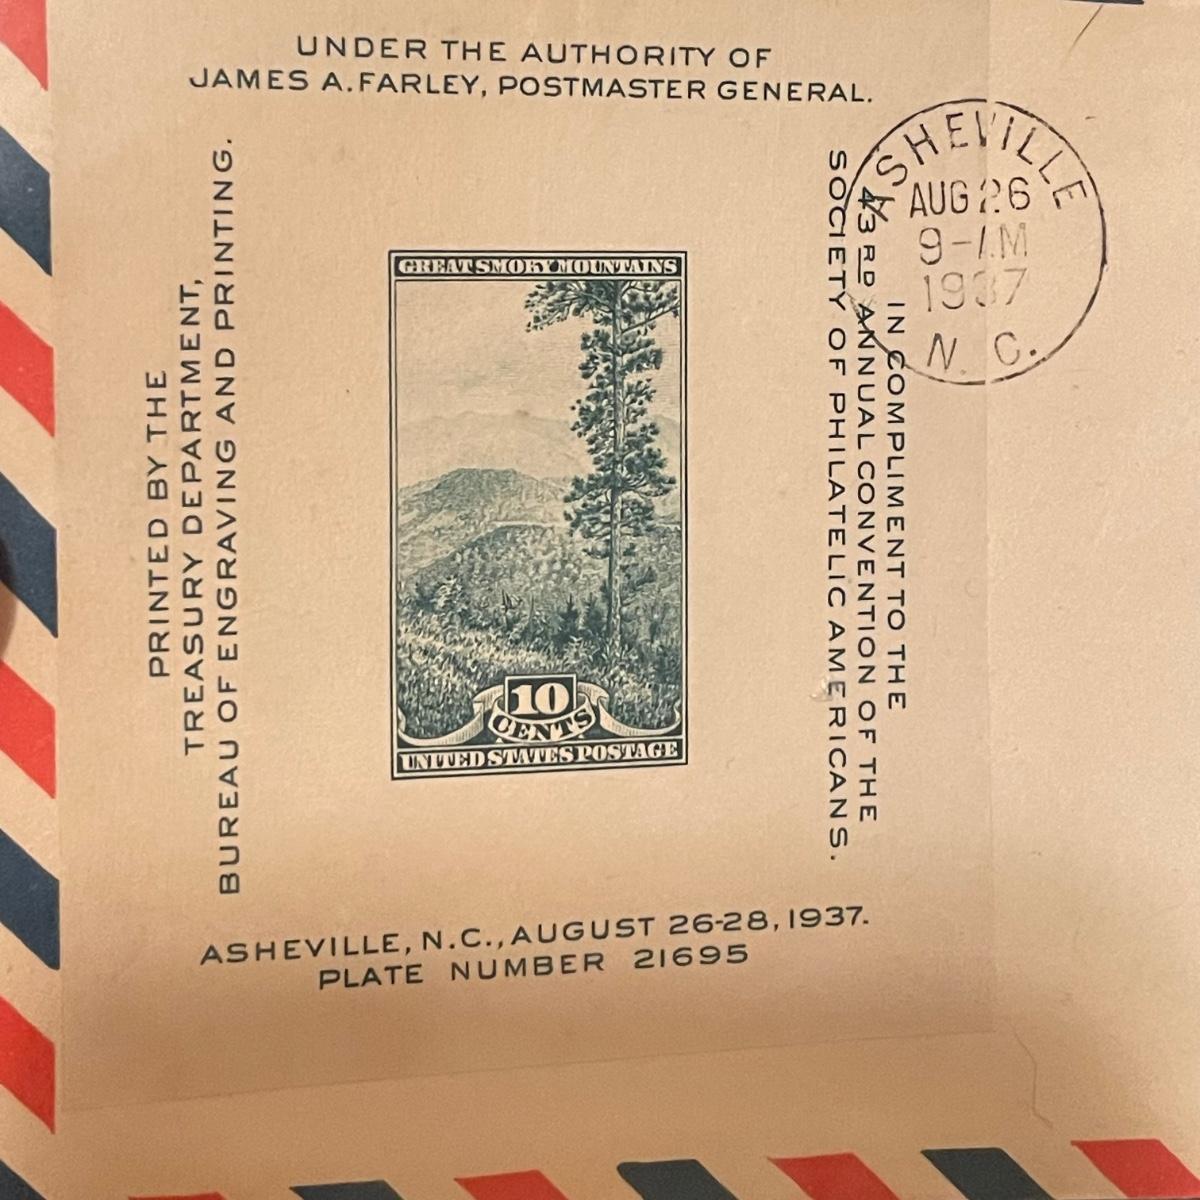 UNDER THE AUTHORITY OF
JAMES A. FARLEY, POSTMASTER GENERAL.
PRINTED BY THE
TREASURY DEPARTMENT,
BUREAU OF ENGRAVING AND PRINTING.
GREAT SMOKY MOUNTAINS
10
CENTS
UNITED STATES POSTAGE
IN COMPLIMENT TO THE
43RD ANNUAL CONVENTION OF THE
SOCIETY OF PHILATELIC AMERICANS.
ASHEVILLE
AUG 26
9-AM
1937
N. C.
ASHEVILLE, N.C., AUGUST 26-28, 1937.
PLATE NUMBER 21695